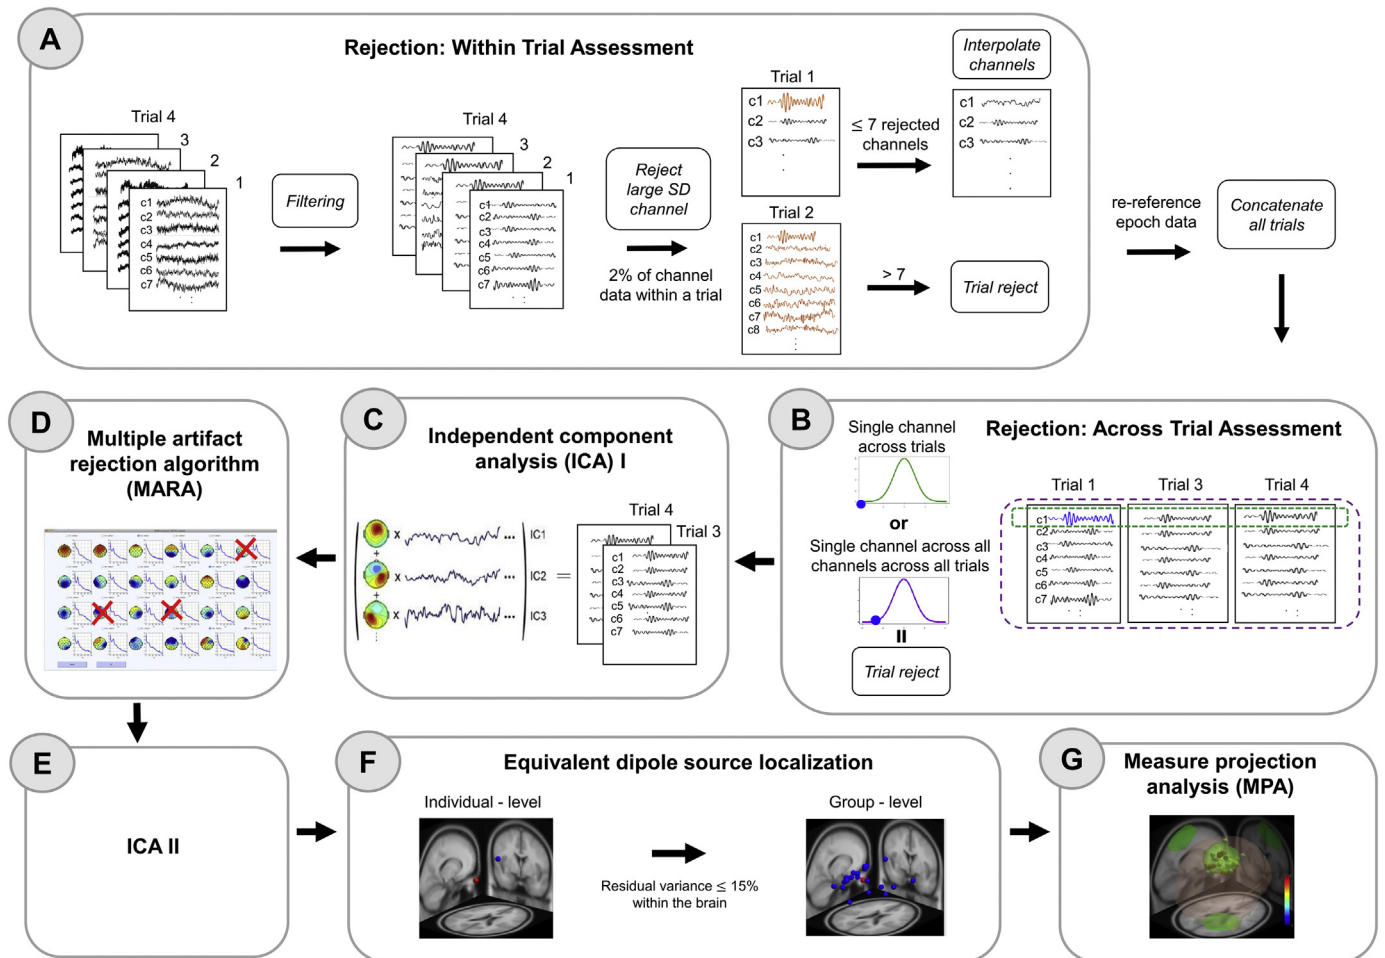 A
Rejection: Within Trial Assessment
Trial 4
3
2
1
c1
c2
c3
c4
c5
c6
c7
Filtering
Trial 4
3
2
1
c1
c2
c3
c4
c5
c6
c7
Reject
large SD
channel
2% of channel
data within a trial
Trial 1
c1
c2
c3
≤ 7 rejected
channels
Interpolate
channels
c1
c2
c3
Trial 2
c1
c2
c3
c4
c5
c6
c7
c8
> 7
Trial reject
re-reference
epoch data
Concatenate
all trials
B
Rejection: Across Trial Assessment
Single channel
across trials
or
Single channel across all
channels across all trials
=
Trial reject
Trial 1
Trial 3
Trial 4
c1
c2
c3
c4
c5
c6
c7
C
Independent component
analysis (ICA) I
x ... IC1
+
x ... IC2 =
+
x ... IC3
Trial 4
Trial 3
c1
c2
c3
c4
c5
c6
c7
D
Multiple artifact
rejection algorithm
(MARA)
E
ICA II
F
Equivalent dipole source localization
Individual - level
Residual variance ≤ 15%
within the brain
Group - level
G
Measure projection
analysis (MPA)